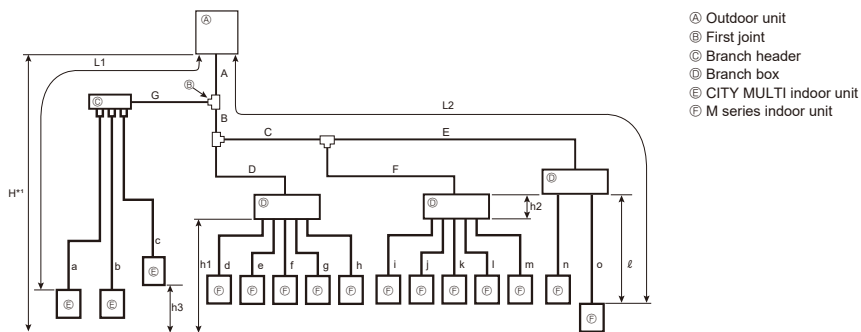 Ⓐ
Ⓐ Outdoor unit
Ⓑ First joint
Ⓒ Branch header
Ⓓ Branch box
Ⓔ CITY MULTI indoor unit
Ⓕ M series indoor unit
L1
A
Ⓑ
G
Ⓒ
B
L2
C
E
D
F
Ⓓ
H*1
Ⓓ
Ⓓ
h2
a
b
c
h1
d
e
f
g
h
i
j
k
l
m
n
o
ℓ
Ⓔ
Ⓔ
Ⓔ
h3
Ⓕ
Ⓕ
Ⓕ
Ⓕ
Ⓕ
Ⓕ
Ⓕ
Ⓕ
Ⓕ
Ⓕ
Ⓕ
Ⓕ